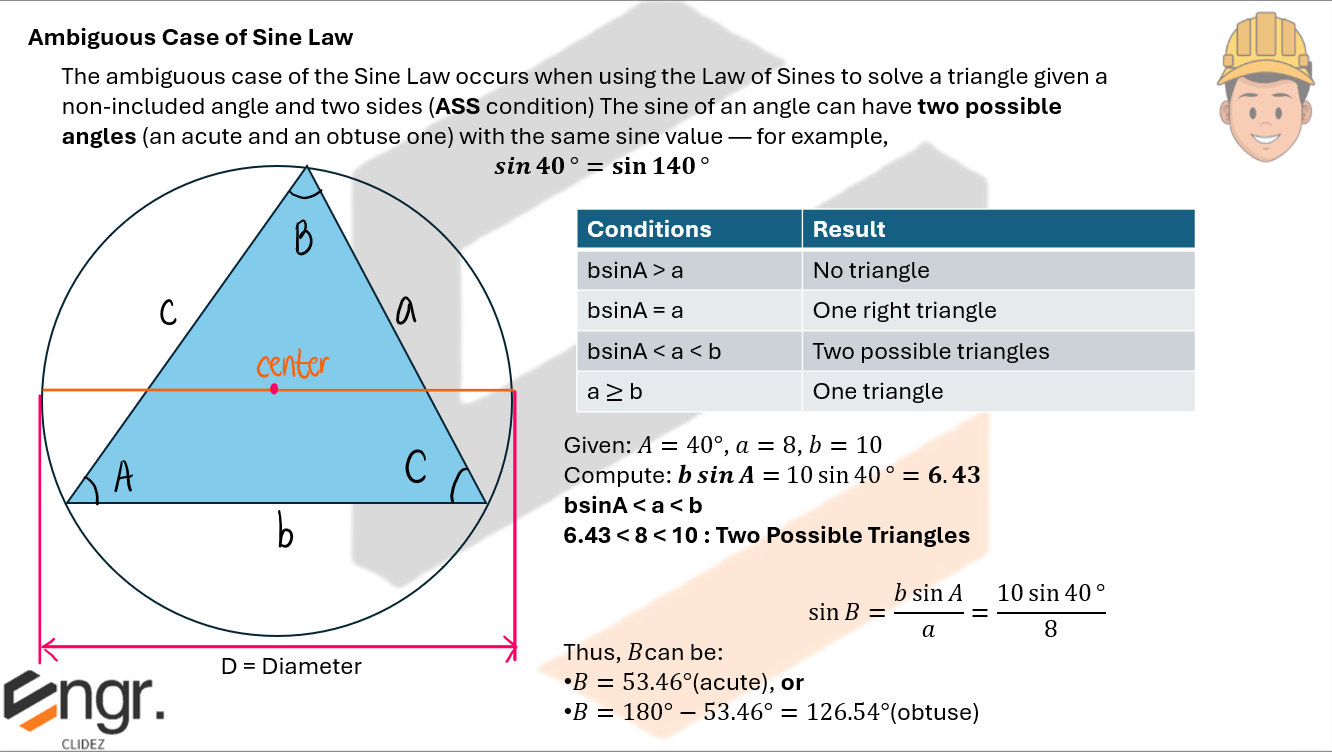 Ambiguous Case of Sine Law
The ambiguous case of the Sine Law occurs when using the Law of Sines to solve a triangle given a
non-included angle and two sides (ASS condition) The sine of an angle can have two possible
angles (an acute and an obtuse one) with the same sine value — for example,
sin 40° = sin 140°
B
c
a
center
A
C
b
D = Diameter
Conditions Result
bsinA > a No triangle
bsinA = a One right triangle
bsinA < a < b Two possible triangles
a ≥ b One triangle
Given: A = 40°, a = 8, b = 10
Compute: b sin A = 10 sin 40° = 6.43
bsinA < a < b
6.43 < 8 < 10 : Two Possible Triangles
sin B = b sin A / a = 10 sin 40° / 8
Thus, B can be:
•B = 53.46°(acute), or
•B = 180° − 53.46° = 126.54°(obtuse)
Engr.
CLIDEZ